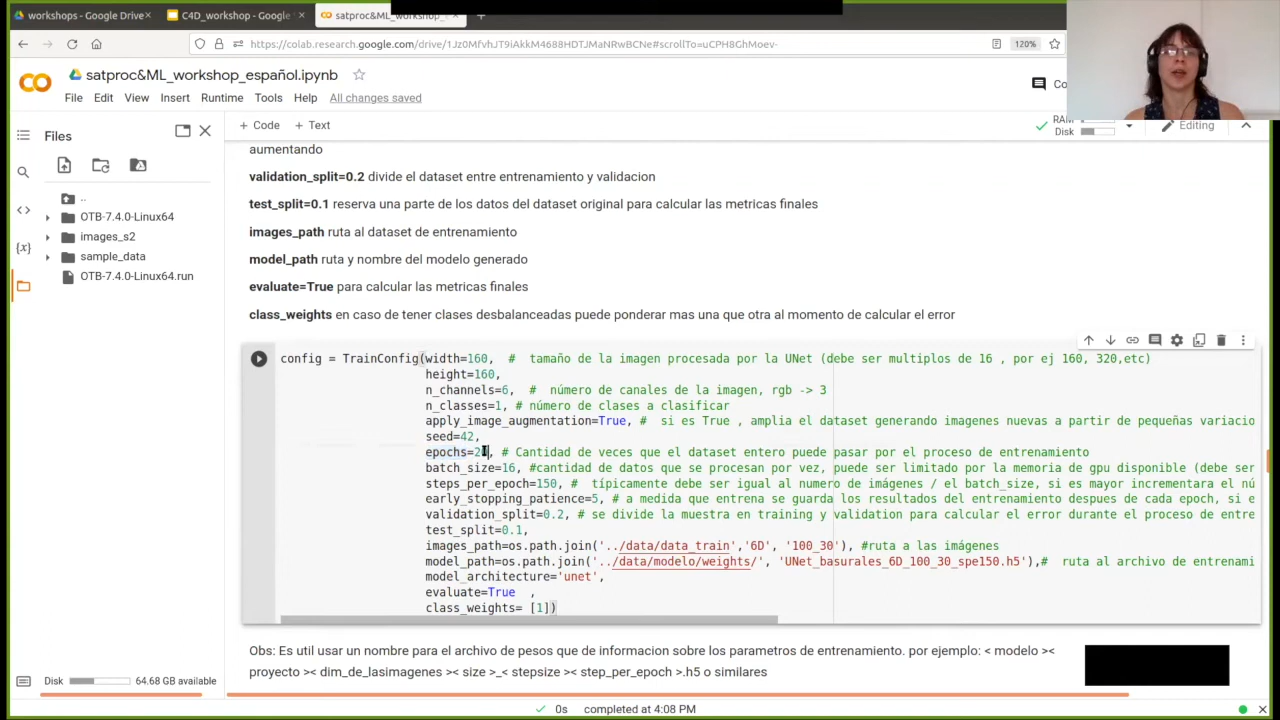 workshops - Google Drive
C4D_workshop - Google
satproc&ML_workshop_
https://colab.research.google.com/drive/1Jz0MfvhJT9iAkkM4688HDTJMaNRwBCNe#scrollTo=uCPH8GhMoev-
120%
satproc&ML_workshop_español.ipynb
File Edit View Insert Runtime Tools Help All changes saved
Files
+ Code + Text
RAM
Disk
Editing
..
OTB-7.4.0-Linux64
images_s2
sample_data
OTB-7.4.0-Linux64.run
aumentando
validation_split=0.2 divide el dataset entre entrenamiento y validacion
test_split=0.1 reserva una parte de los datos del dataset original para calcular las metricas finales
images_path ruta al dataset de entrenamiento
model_path ruta y nombre del modelo generado
evaluate=True para calcular las metricas finales
class_weights en caso de tener clases desbalanceadas puede ponderar mas una que otra al momento de calcular el error
config = TrainConfig(width=160, # tamaño de la imagen procesada por la UNet (debe ser multiplos de 16 , por ej 160, 320,etc)
height=160,
n_channels=6, # número de canales de la imagen, rgb -> 3
n_classes=1, # número de clases a clasificar
apply_image_augmentation=True, # si es True , amplia el dataset generando imagenes nuevas a partir de pequeñas variacio
seed=42,
epochs= , # Cantidad de veces que el dataset entero puede pasar por el proceso de entrenamiento
batch_size=16, #cantidad de datos que se procesan por vez, puede ser limitado por la memoria de gpu disponible (debe ser
steps_per_epoch=150, # típicamente debe ser igual al numero de imágenes / el batch_size, si es mayor incrementara el nú
early_stopping_patience=5, # a medida que entrena se guarda los resultados del entrenamiento despues de cada epoch, si e
validation_split=0.2, # se divide la muestra en training y validation para calcular el error durante el proceso de entre
test_split=0.1,
images_path=os.path.join('../data/data_train','6D', '100_30'), #ruta a las imágenes
model_path=os.path.join('../data/modelo/weights/', 'UNet_basurales_6D_100_30_spe150.h5'),# ruta al archivo de entrenami
model_architecture='unet',
evaluate=True ,
class_weights= [1])
Obs: Es util usar un nombre para el archivo de pesos que de informacion sobre los parametros de entrenamiento. por ejemplo: < modelo ><
proyecto >< dim_de_lasimagenes >< size >_< stepsize >< step_per_epoch >.h5 o similares
Disk 64.68 GB available
0s completed at 4:08 PM